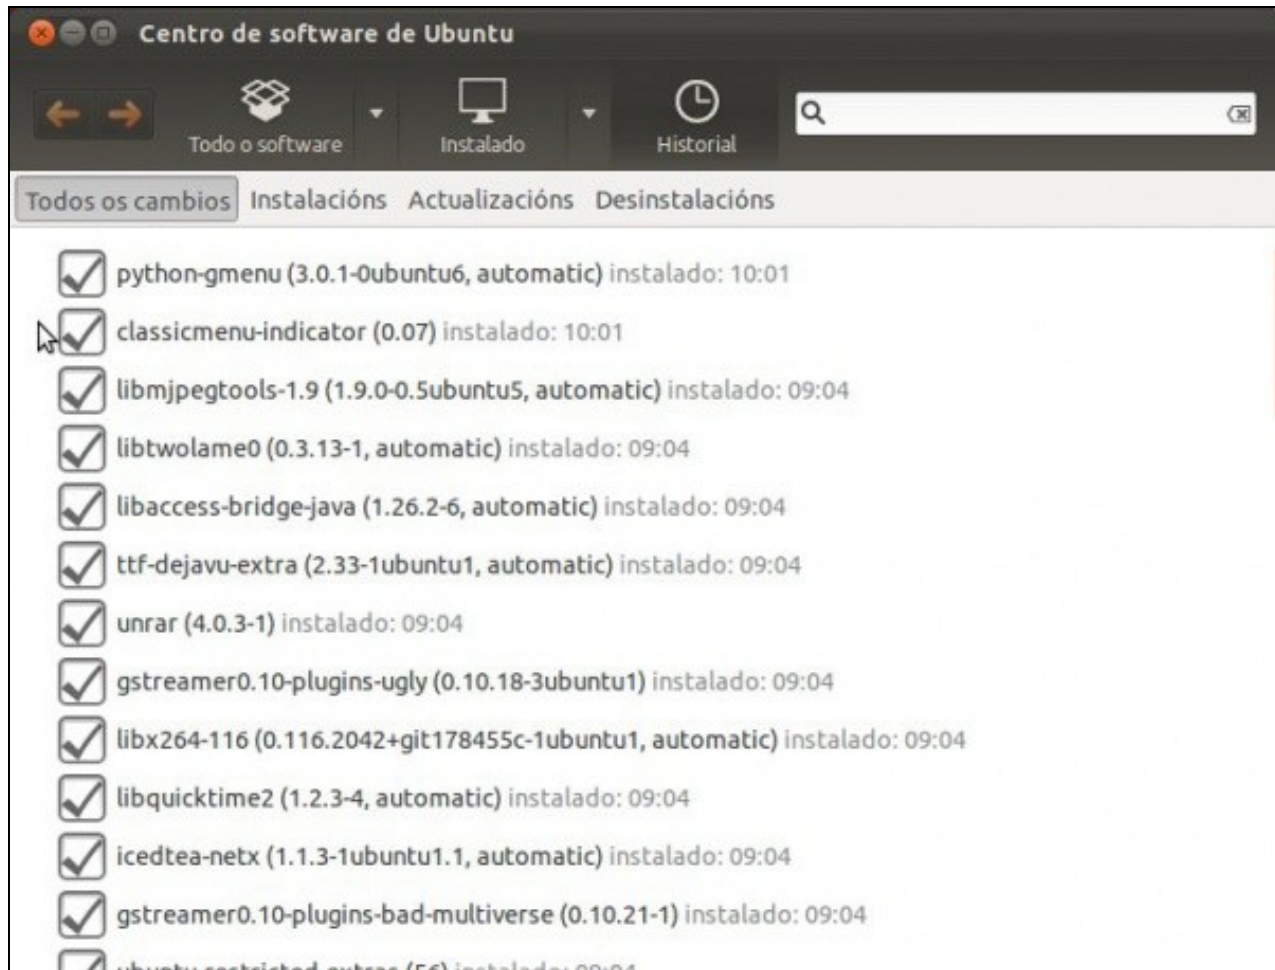 Centro de software de Ubuntu
Todo o software Instalado Historial
Todos os cambios Instalacións Actualizacións Desinstalacións
python-gmenu (3.0.1-0ubuntu6, automatic) instalado: 10:01
classicmenu-indicator (0.07) instalado: 10:01
libmjpegtools-1.9 (1.9.0-0.5ubuntu5, automatic) instalado: 09:04
libtwolame0 (0.3.13-1, automatic) instalado: 09:04
libaccess-bridge-java (1.26.2-6, automatic) instalado: 09:04
ttf-dejavu-extra (2.33-1ubuntu1, automatic) instalado: 09:04
unrar (4.0.3-1) instalado: 09:04
gstreamer0.10-plugins-ugly (0.10.18-3ubuntu1) instalado: 09:04
libx264-116 (0.116.2042+git178455c-1ubuntu1, automatic) instalado: 09:04
libquicktime2 (1.2.3-4, automatic) instalado: 09:04
icedtea-netx (1.1.3-1ubuntu1.1, automatic) instalado: 09:04
gstreamer0.10-plugins-bad-multiverse (0.10.21-1) instalado: 09:04
ubuntu-restricted-extras (56) instalado: 09:04